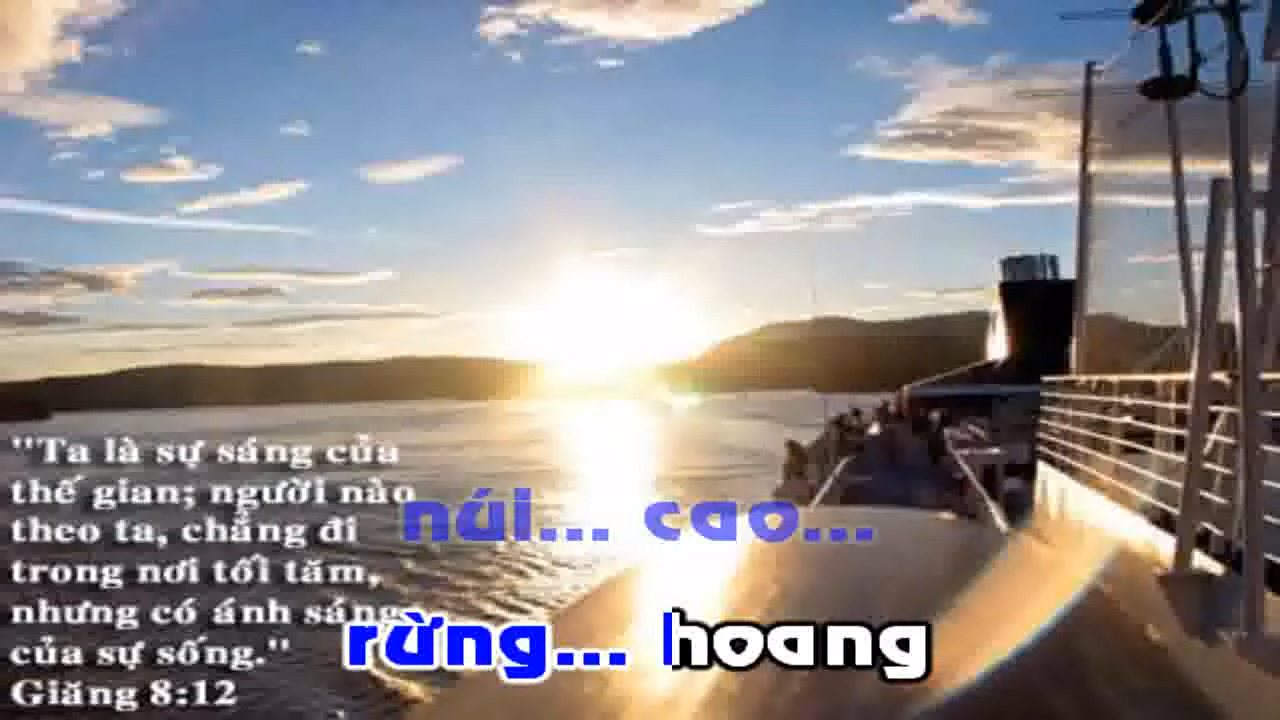 "Ta là sự sáng của
thế gian; người nào
theo ta, chẳng đi
trong nơi tối tăm,
nhưng có ánh sáng
của sự sống."
Giăng 8:12
núi... cao...
rừng... hoang